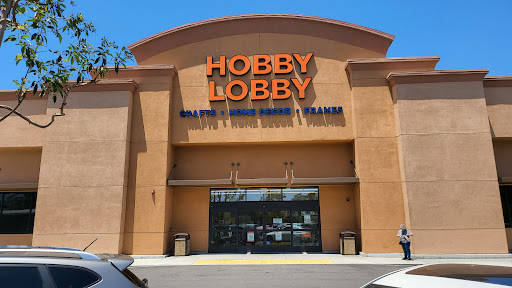 HOBBY
LOBBY
CRAFTS • HOME DECOR • FRAMES